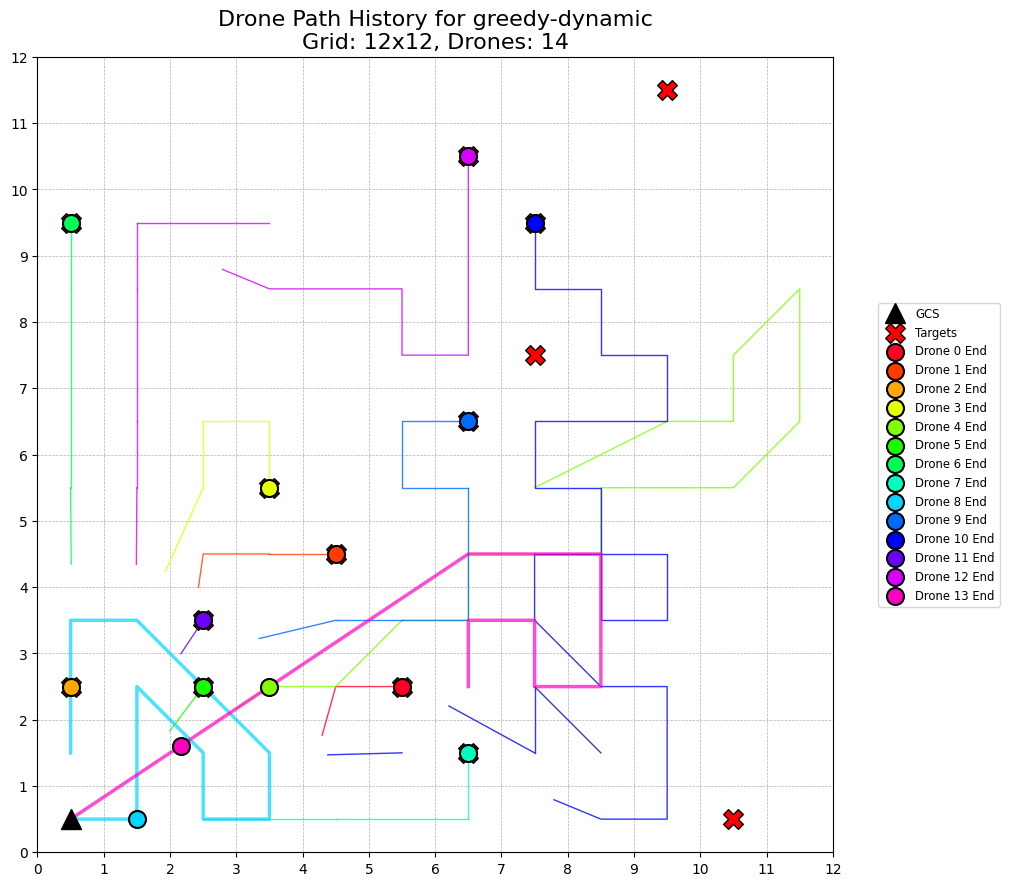 Drone Path History for greedy-dynamic
Grid: 12x12, Drones: 14
12
11
10
9
8
7
6
5
4
3
2
1
0
0 1 2 3 4 5 6 7 8 9 10 11 12
GCS
Targets
Drone 0 End
Drone 1 End
Drone 2 End
Drone 3 End
Drone 4 End
Drone 5 End
Drone 6 End
Drone 7 End
Drone 8 End
Drone 9 End
Drone 10 End
Drone 11 End
Drone 12 End
Drone 13 End